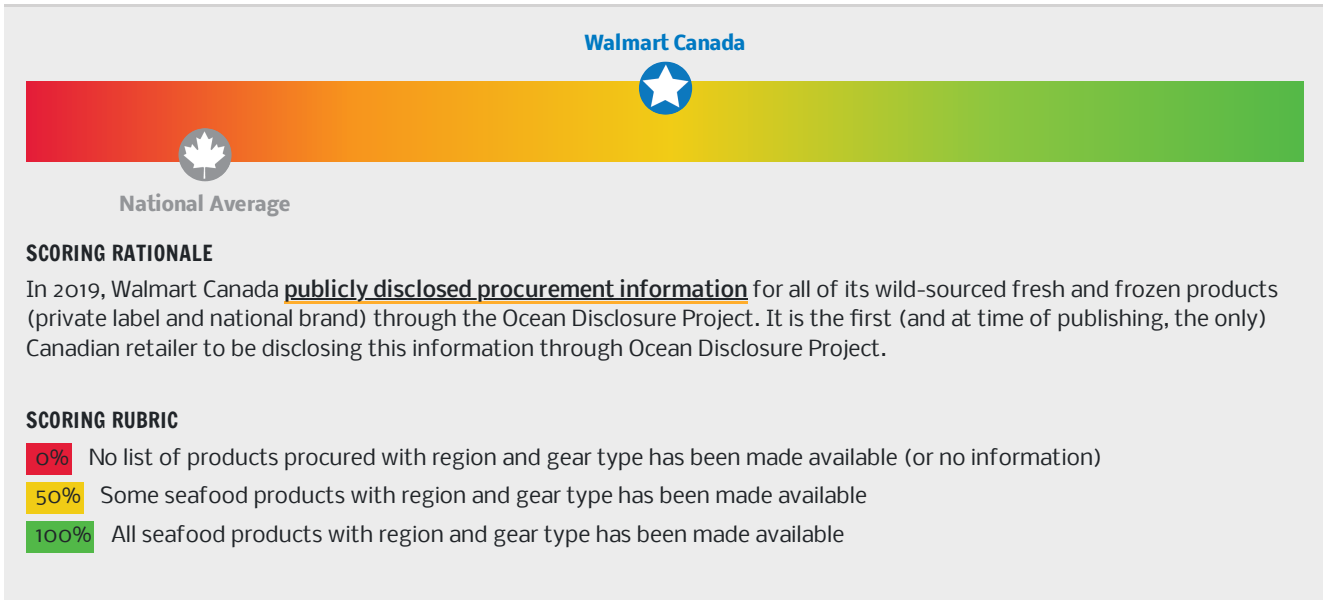 Walmart Canada
National Average
SCORING RATIONALE
In 2019, Walmart Canada publicly disclosed procurement information for all of its wild-sourced fresh and frozen products
(private label and national brand) through the Ocean Disclosure Project. It is the first (and at time of publishing, the only)
Canadian retailer to be disclosing this information through Ocean Disclosure Project.
SCORING RUBRIC
0% No list of products procured with region and gear type has been made available (or no information)
50% Some seafood products with region and gear type has been made available
100% All seafood products with region and gear type has been made available